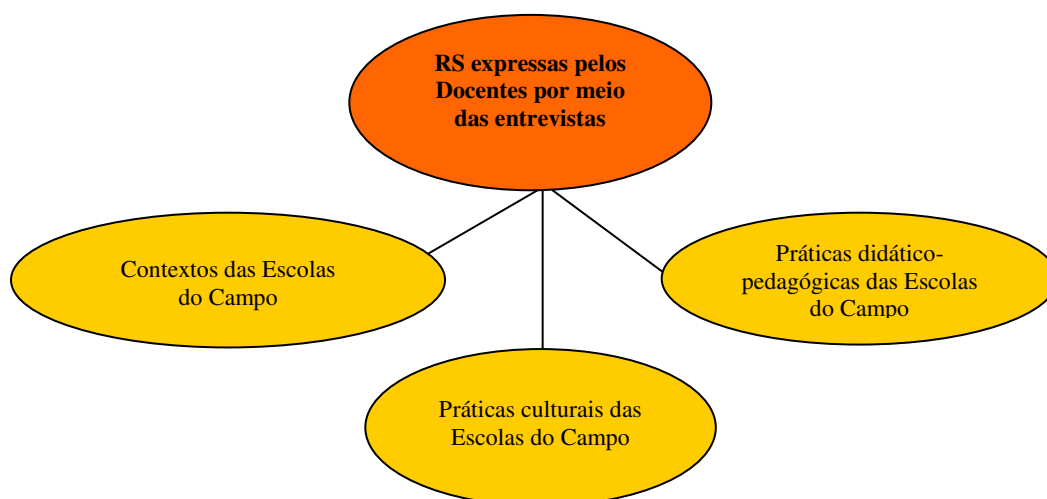 RS expressas pelos
Docentes por meio
das entrevistas
Contextos das Escolas
do Campo
Práticas didático-
pedagógicas das Escolas
do Campo
Práticas culturais das
Escolas do Campo